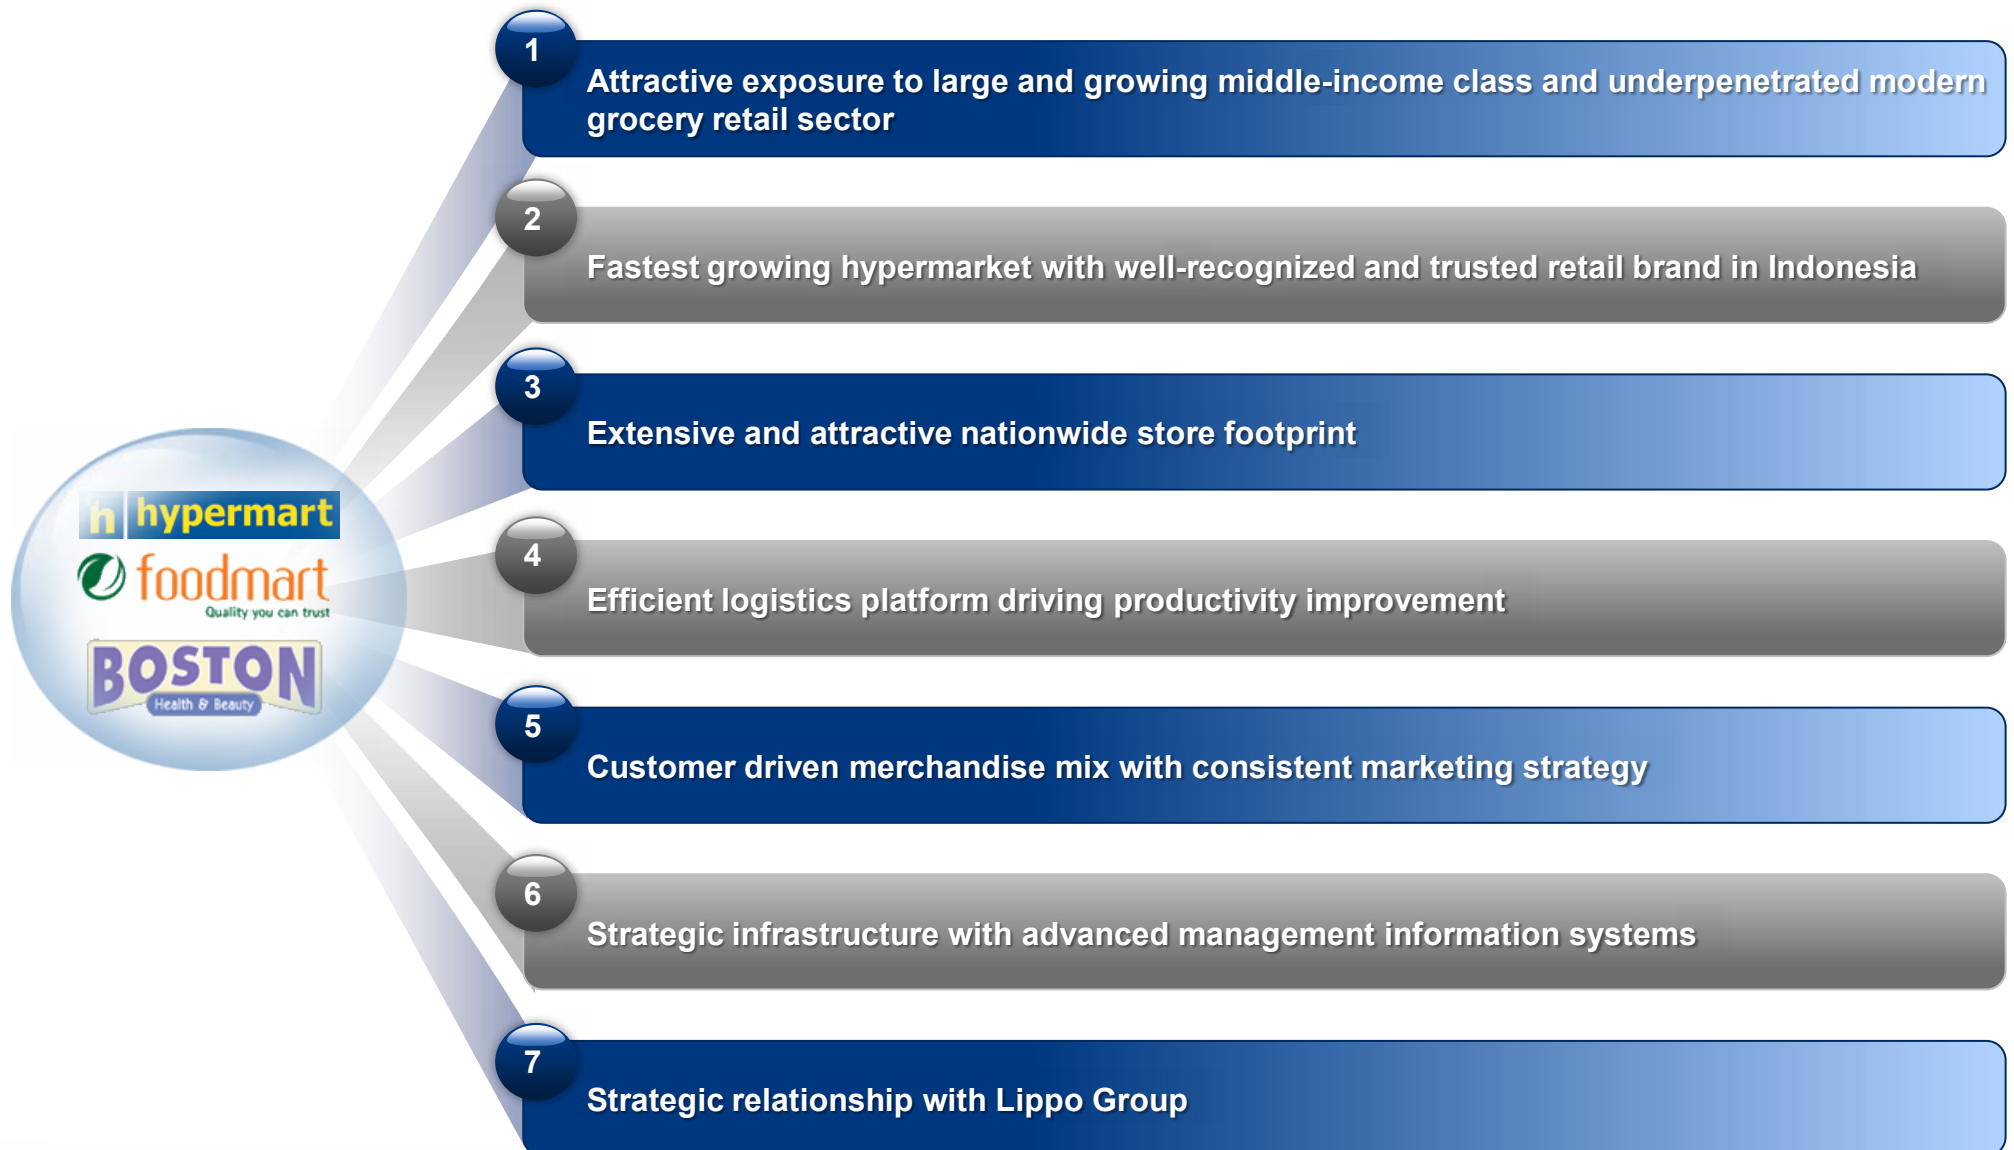 1
Attractive exposure to large and growing middle-income class and underpenetrated modern
grocery retail sector
2
Fastest growing hypermarket with well-recognized and trusted retail brand in Indonesia
3
Extensive and attractive nationwide store footprint
h hypermart
foodmart
Quality you can trust
BOSTON
Health & Beauty
4
Efficient logistics platform driving productivity improvement
5
Customer driven merchandise mix with consistent marketing strategy
6
Strategic infrastructure with advanced management information systems
7
Strategic relationship with Lippo Group